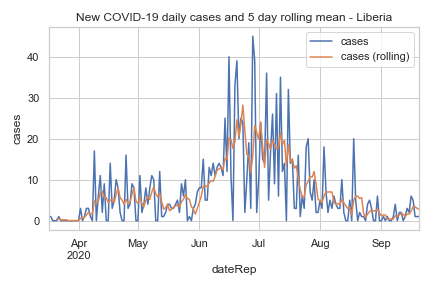 New COVID-19 daily cases and 5 day rolling mean - Liberia
cases
cases (rolling)
40
30
20
10
0
cases
Apr
2020
May
Jun
Jul
Aug
Sep
dateRep